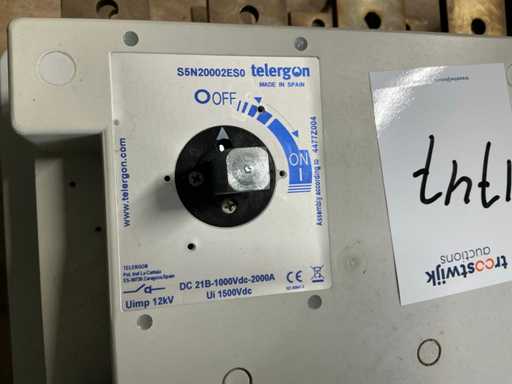 S5N20002ES0 telergon
MADE IN SPAIN
OFF
ON
I
Assembly according to 4477Z004
www.telergon.com
TELERGON
DC 21B-1000Vdc-2000A
Ui 1500Vdc
Uimp 12kV
CE
troostwijk
auctions